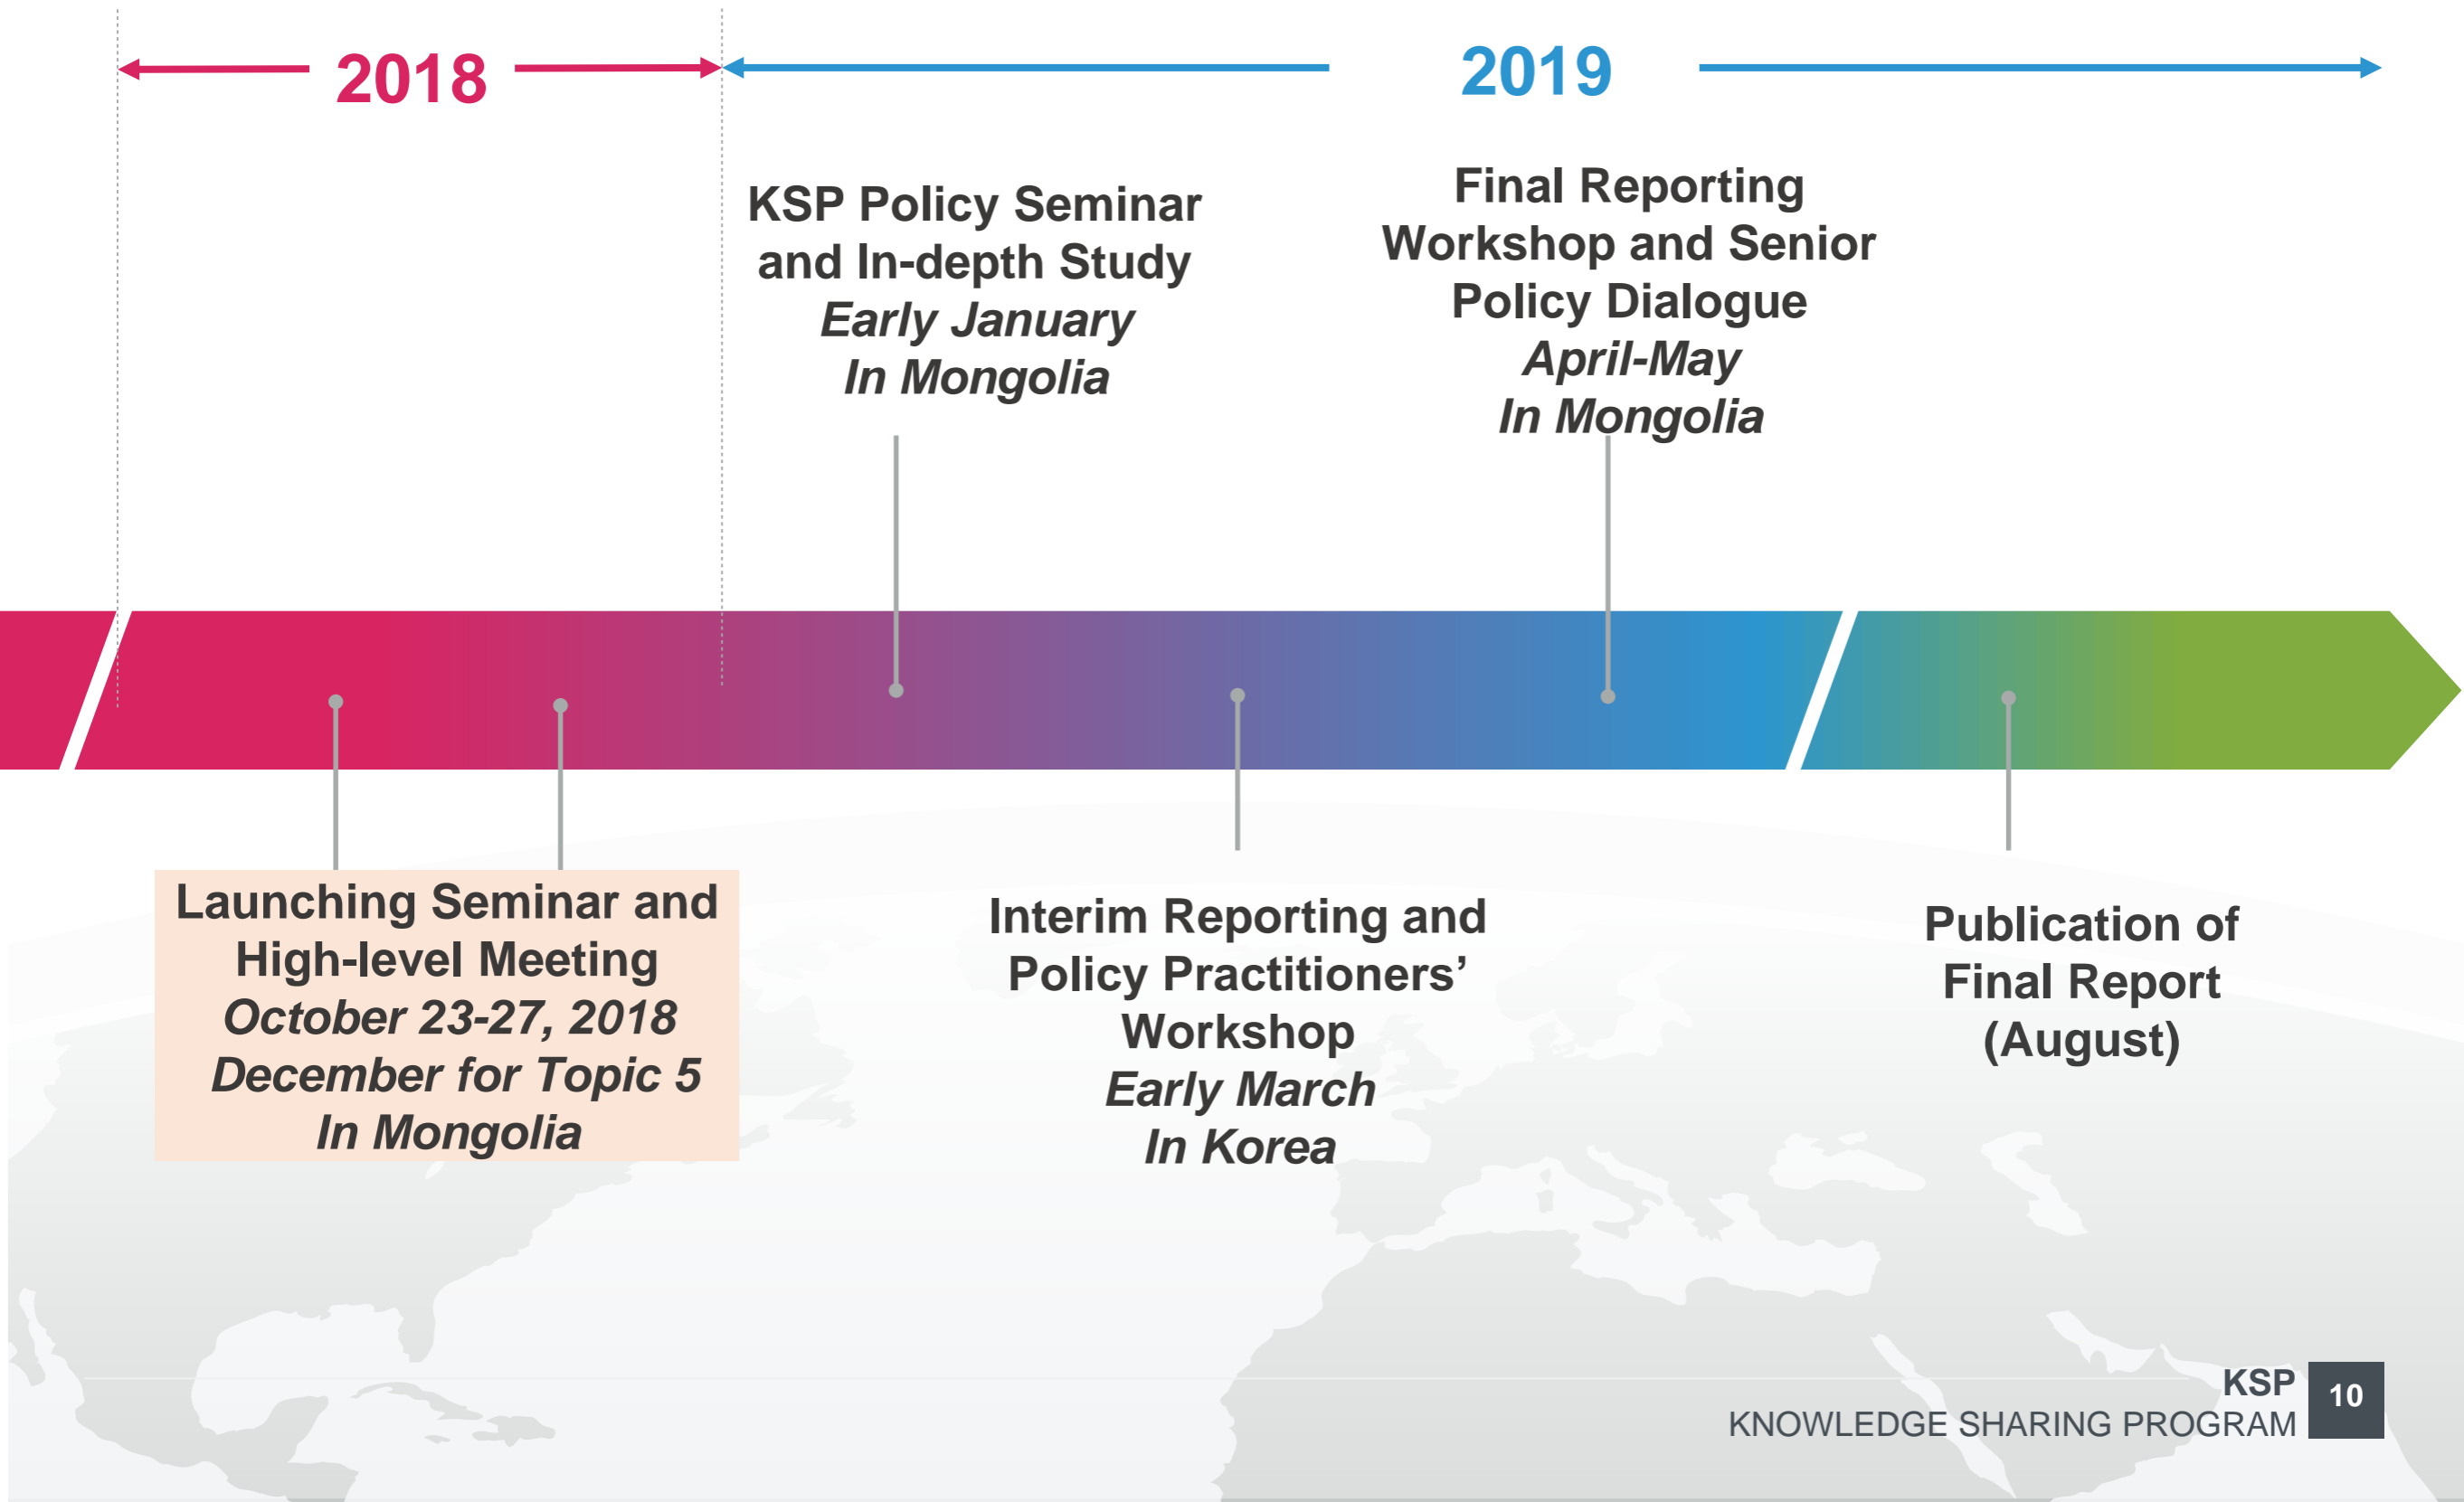 2018
2019
KSP Policy Seminar
and In-depth Study
Early January
In Mongolia
Final Reporting
Workshop and Senior
Policy Dialogue
April-May
In Mongolia
Launching Seminar and
High-level Meeting
October 23-27, 2018
December for Topic 5
In Mongolia
Interim Reporting and
Policy Practitioners’
Workshop
Early March
In Korea
Publication of
Final Report
(August)
KSP
KNOWLEDGE SHARING PROGRAM
10